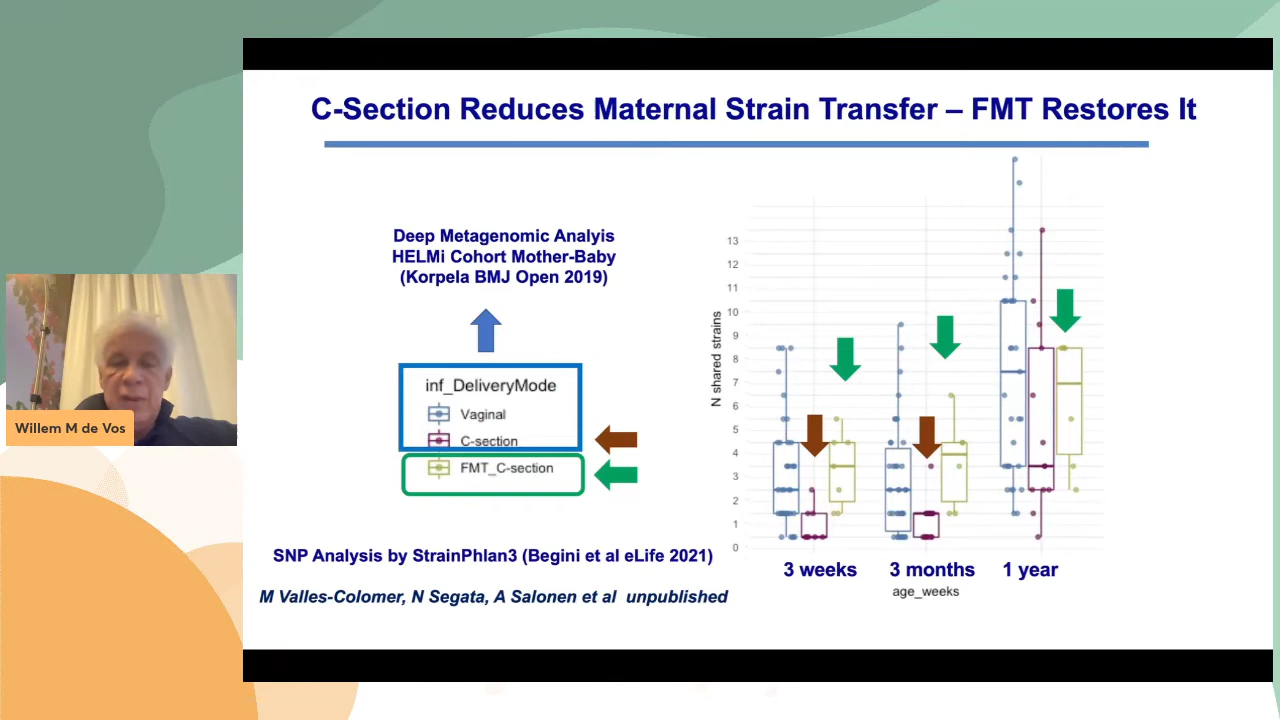 C-Section Reduces Maternal Strain Transfer – FMT Restores It
Deep Metagenomic Analyis
HELMi Cohort Mother-Baby
(Korpela BMJ Open 2019)
inf_DeliveryMode
Vaginal
C-section
FMT_C-section
SNP Analysis by StrainPhlan3 (Begini et al eLife 2021)
M Valles-Colomer, N Segata, A Salonen et al unpublished
N shared strains
13
12
11
10
9
8
7
6
5
4
3
2
1
0
3 weeks 3 months 1 year
age_weeks
Willem M de Vos